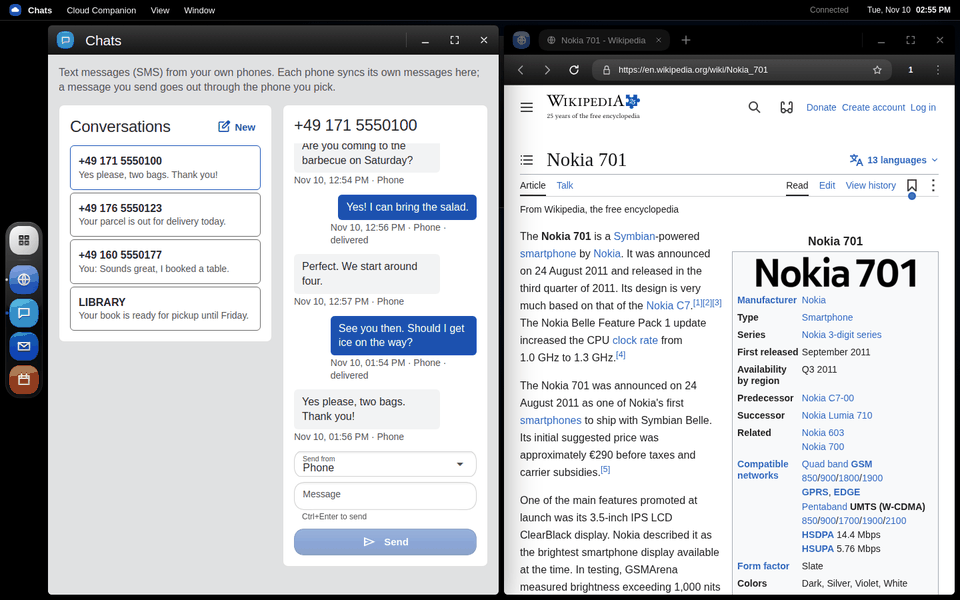 Chats Cloud Companion View Window Connected Tue, Nov 10 02:55 PM
Chats
Text messages (SMS) from your own phones. Each phone syncs its own messages here;
a message you send goes out through the phone you pick.
Conversations New
+49 171 5550100
Yes please, two bags. Thank you!
+49 176 5550123
Your parcel is out for delivery today.
+49 160 5550177
You: Sounds great, I booked a table.
LIBRARY
Your book is ready for pickup until Friday.
+49 171 5550100
Are you coming to the
barbecue on Saturday?
Nov 10, 12:54 PM · Phone
Yes! I can bring the salad.
Nov 10, 12:56 PM · Phone ·
delivered
Perfect. We start around
four.
Nov 10, 12:57 PM · Phone
See you then. Should I get
ice on the way?
Nov 10, 01:54 PM · Phone ·
delivered
Yes please, two bags.
Thank you!
Nov 10, 01:56 PM · Phone
Send from
Phone
Message
Ctrl+Enter to send
Send
Nokia 701 - Wikipedia
https://en.wikipedia.org/wiki/Nokia_701 1
WIKIPEDIA
25 years of the free encyclopedia
Donate Create account Log in
Nokia 701 13 languages
Article Talk Read Edit View history
From Wikipedia, the free encyclopedia
The Nokia 701 is a Symbian-powered
smartphone by Nokia. It was announced
on 24 August 2011 and released in the
third quarter of 2011. Its design is very
much based on that of the Nokia C7.[1][2][3]
The Nokia Belle Feature Pack 1 update
increased the CPU clock rate from
1.0 GHz to 1.3 GHz.[4]
The Nokia 701 was announced on 24
August 2011 as one of Nokia's first
smartphones to ship with Symbian Belle.
Its initial suggested price was
approximately €290 before taxes and
carrier subsidies.[5]
One of the main features promoted at
launch was its 3.5-inch IPS LCD
ClearBlack display. Nokia described it as
the brightest smartphone display available
at the time. In testing, GSMArena
measured brightness exceeding 1,000 nits
Nokia 701
Nokia 701
Manufacturer Nokia
Type Smartphone
Series Nokia 3-digit series
First released September 2011
Availability Q3 2011
by region
Predecessor Nokia C7-00
Successor Nokia Lumia 710
Related Nokia 603
Nokia 700
Compatible Quad band GSM
networks 850/900/1800/1900
GPRS, EDGE
Pentaband UMTS (W-CDMA)
850/900/1700/1900/2100
HSDPA 14.4 Mbps
HSUPA 5.76 Mbps
Form factor Slate
Colors Dark, Silver, Violet, White